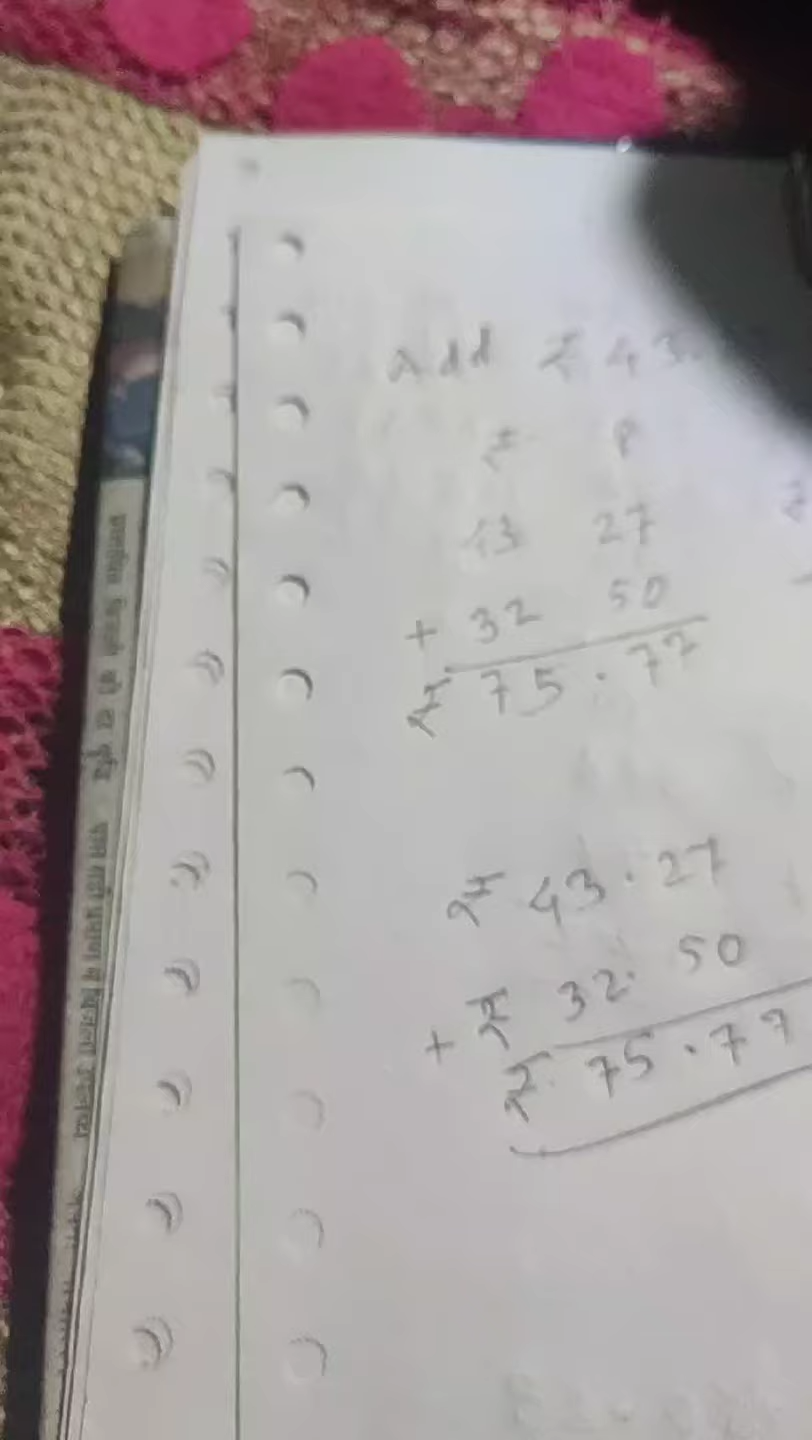 add ₹ 43.
₹ P
43 27
+ 32 50
₹ 75.77
₹ 43.27
+ ₹ 32.50
₹ 75.77